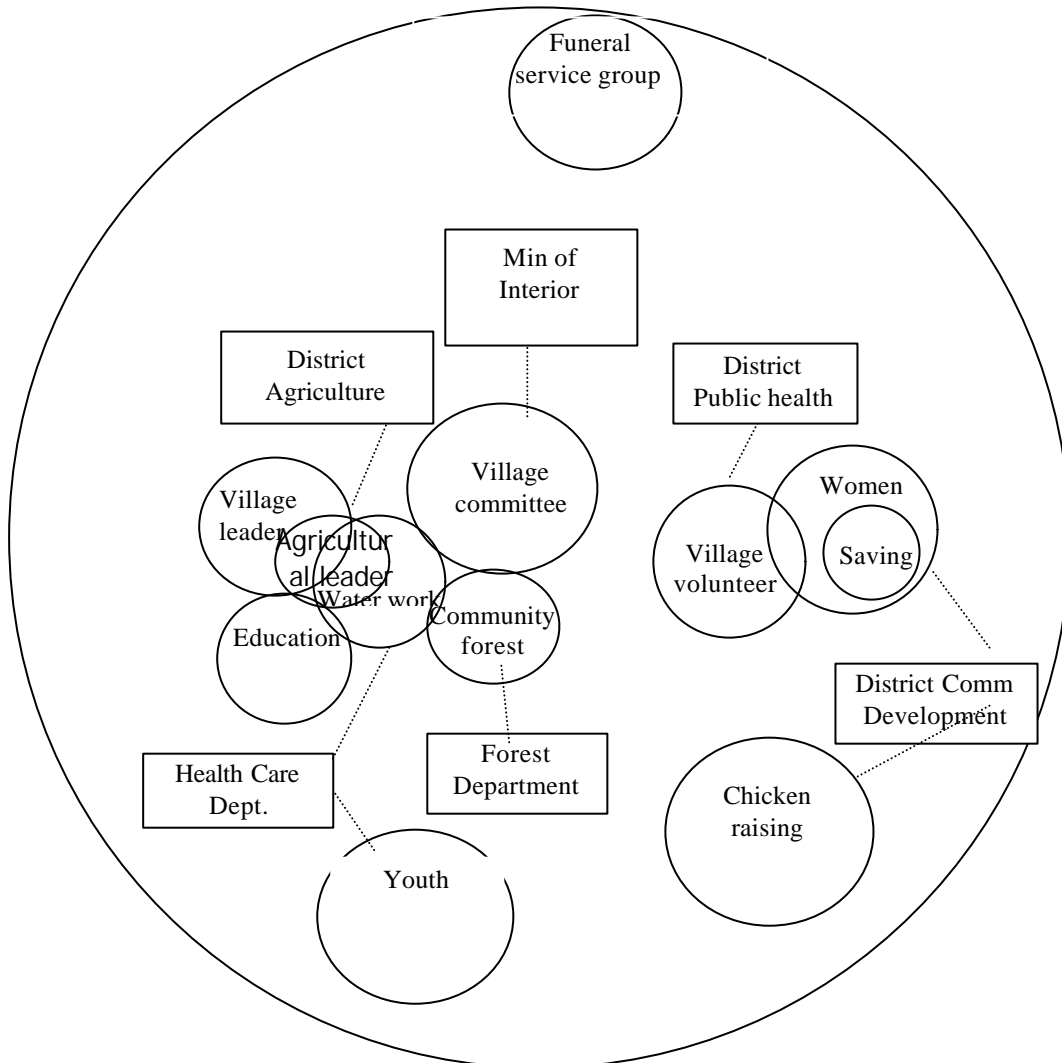 Funeral
service group
Min of
Interior
District
Agriculture
District
Public health
Village
leader
Village
committee
Women
Agricultur
al leader
Saving
Village
volunteer
Water work
Education
Community
forest
District Comm
Development
Health Care
Dept.
Forest
Department
Chicken
raising
Youth